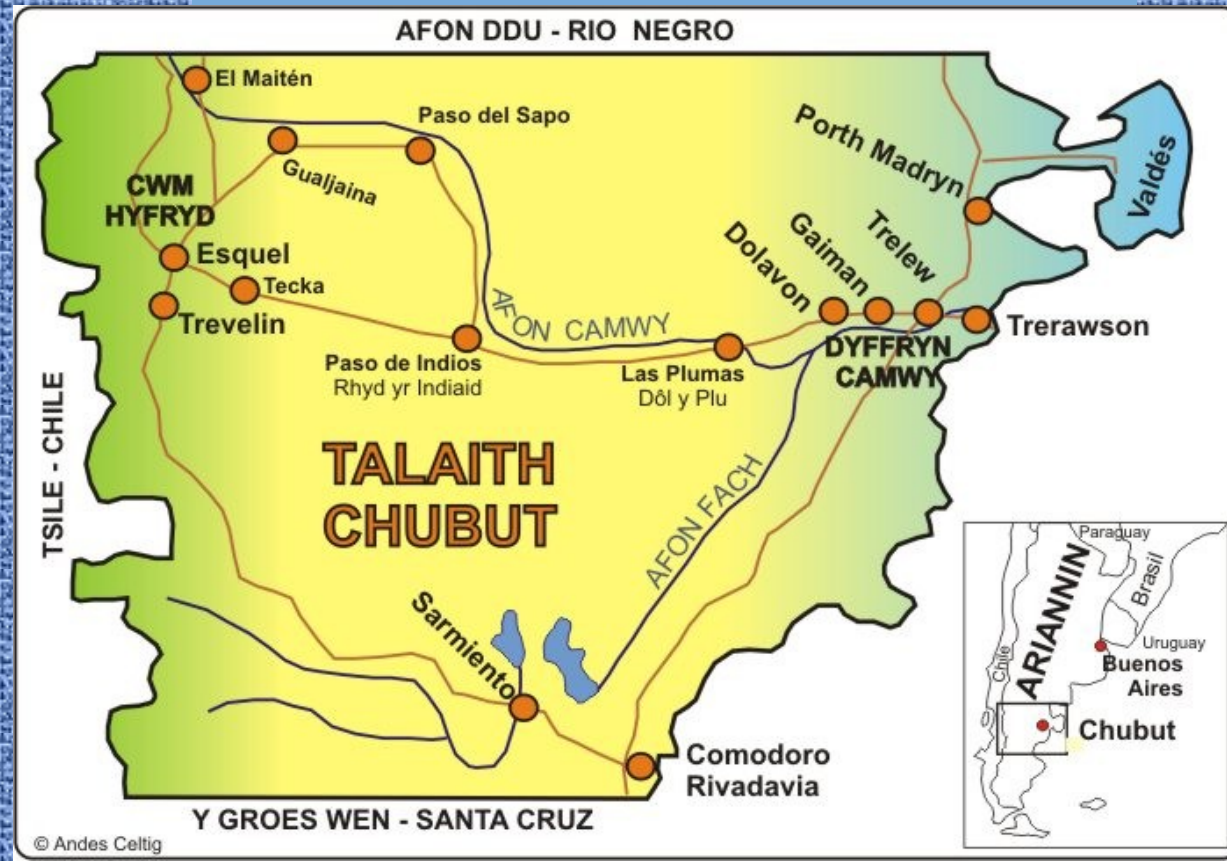 AFON DDU - RIO NEGRO
El Maitén
Paso del Sapo
Gualjaina
Porth Madryn
Valdés
CWM
HYFRYD
Esquel
Tecka
Trevelin
Dolavon
Gaiman
Trelew
Trerawson
AFON CAMWY
DYFFRYN
CAMWY
Paso de Indios
Rhyd yr Indiaid
Las Plumas
Dôl y Plu
TSILE - CHILE
TALAITH
CHUBUT
AFON FACH
Sarmiento
Comodoro
Rivadavia
Y GROES WEN - SANTA CRUZ
© Andes Celtig
Paraguay
Brasil
ARIANNIN
Chile
Uruguay
Buenos
Aires
Chubut